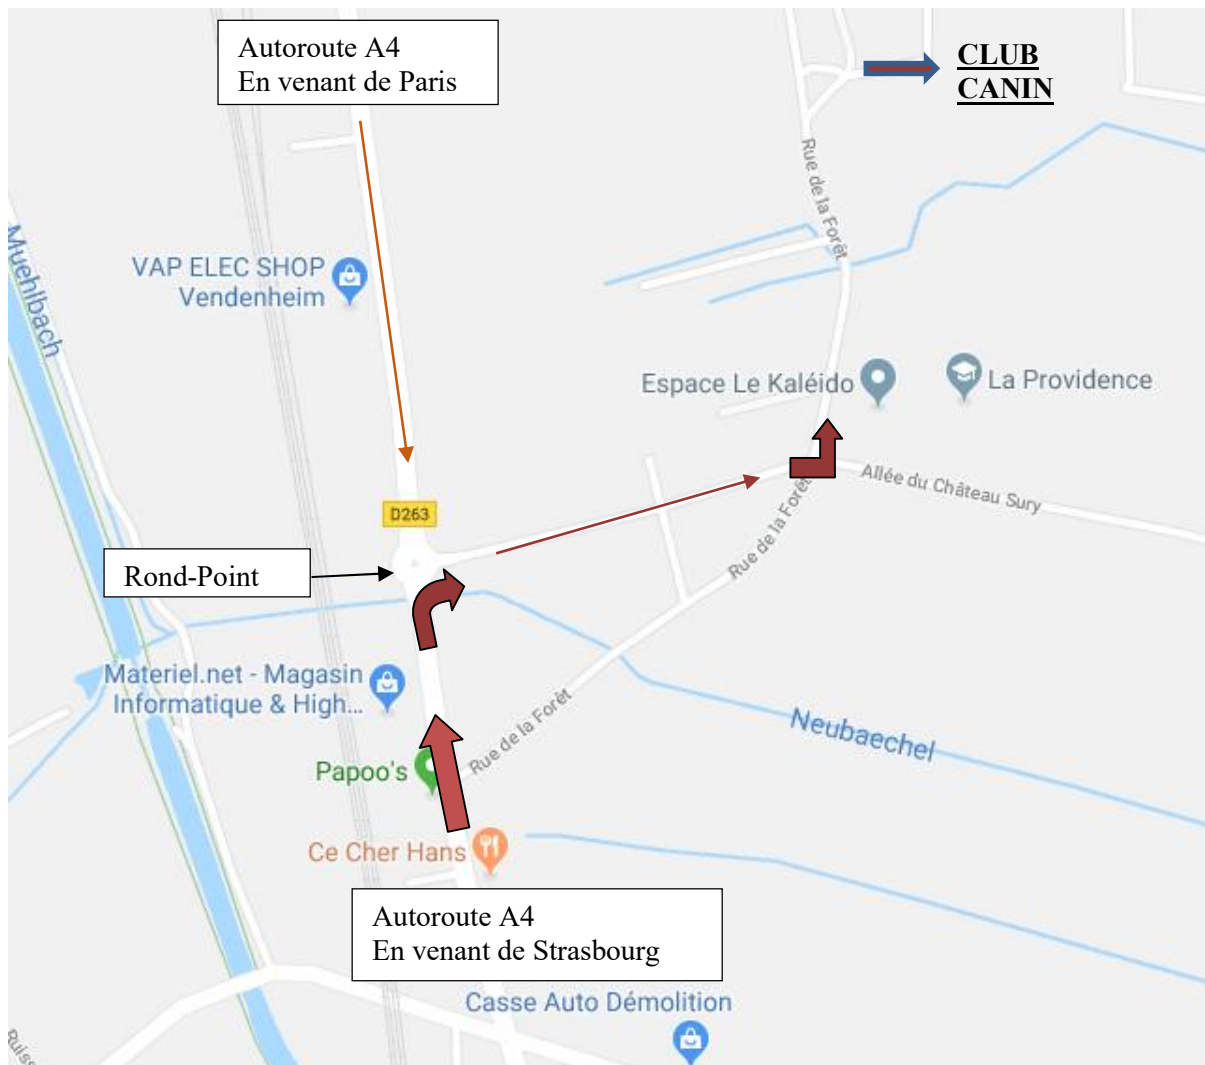 Autoroute A4
En venant de Paris
CLUB
CANIN
Rue de la Forêt
Muehlbach
VAP ELEC SHOP
Vendenheim
Espace Le Kaléido
La Providence
Allée du Château Sury
D263
Rue de la Forêt
Rond-Point
Materiel.net - Magasin
Informatique & High...
Rue de la Forêt
Neubaechel
Papoo's
Ce Cher Hans
Autoroute A4
En venant de Strasbourg
Casse Auto Démolition
Ruiss